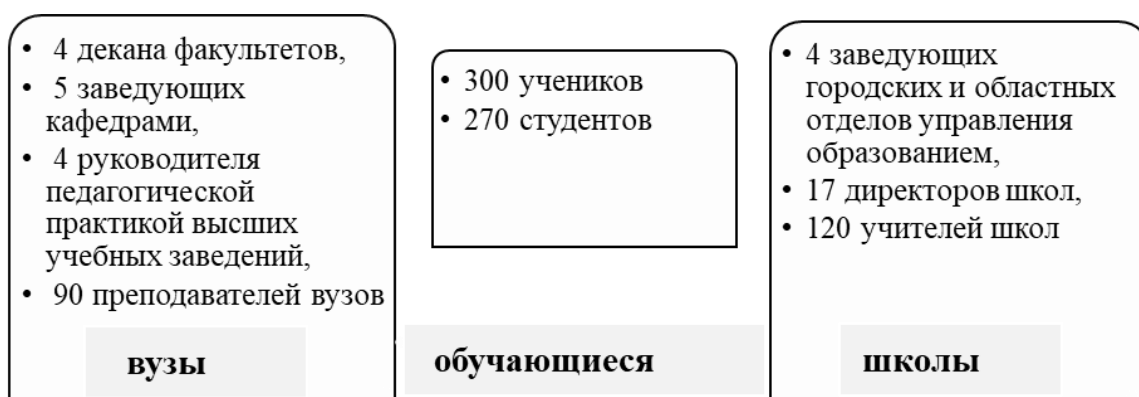 • 4 декана факультетов,
• 5 заведующих
кафедрами,
• 4 руководителя
педагогической
практикой высших
учебных заведений,
• 90 преподавателей вузов
вузы
• 300 учеников
• 270 студентов
обучающиеся
• 4 заведующих
городских и областных
отделов управления
образованием,
• 17 директоров школ,
• 120 учителей школ
школы